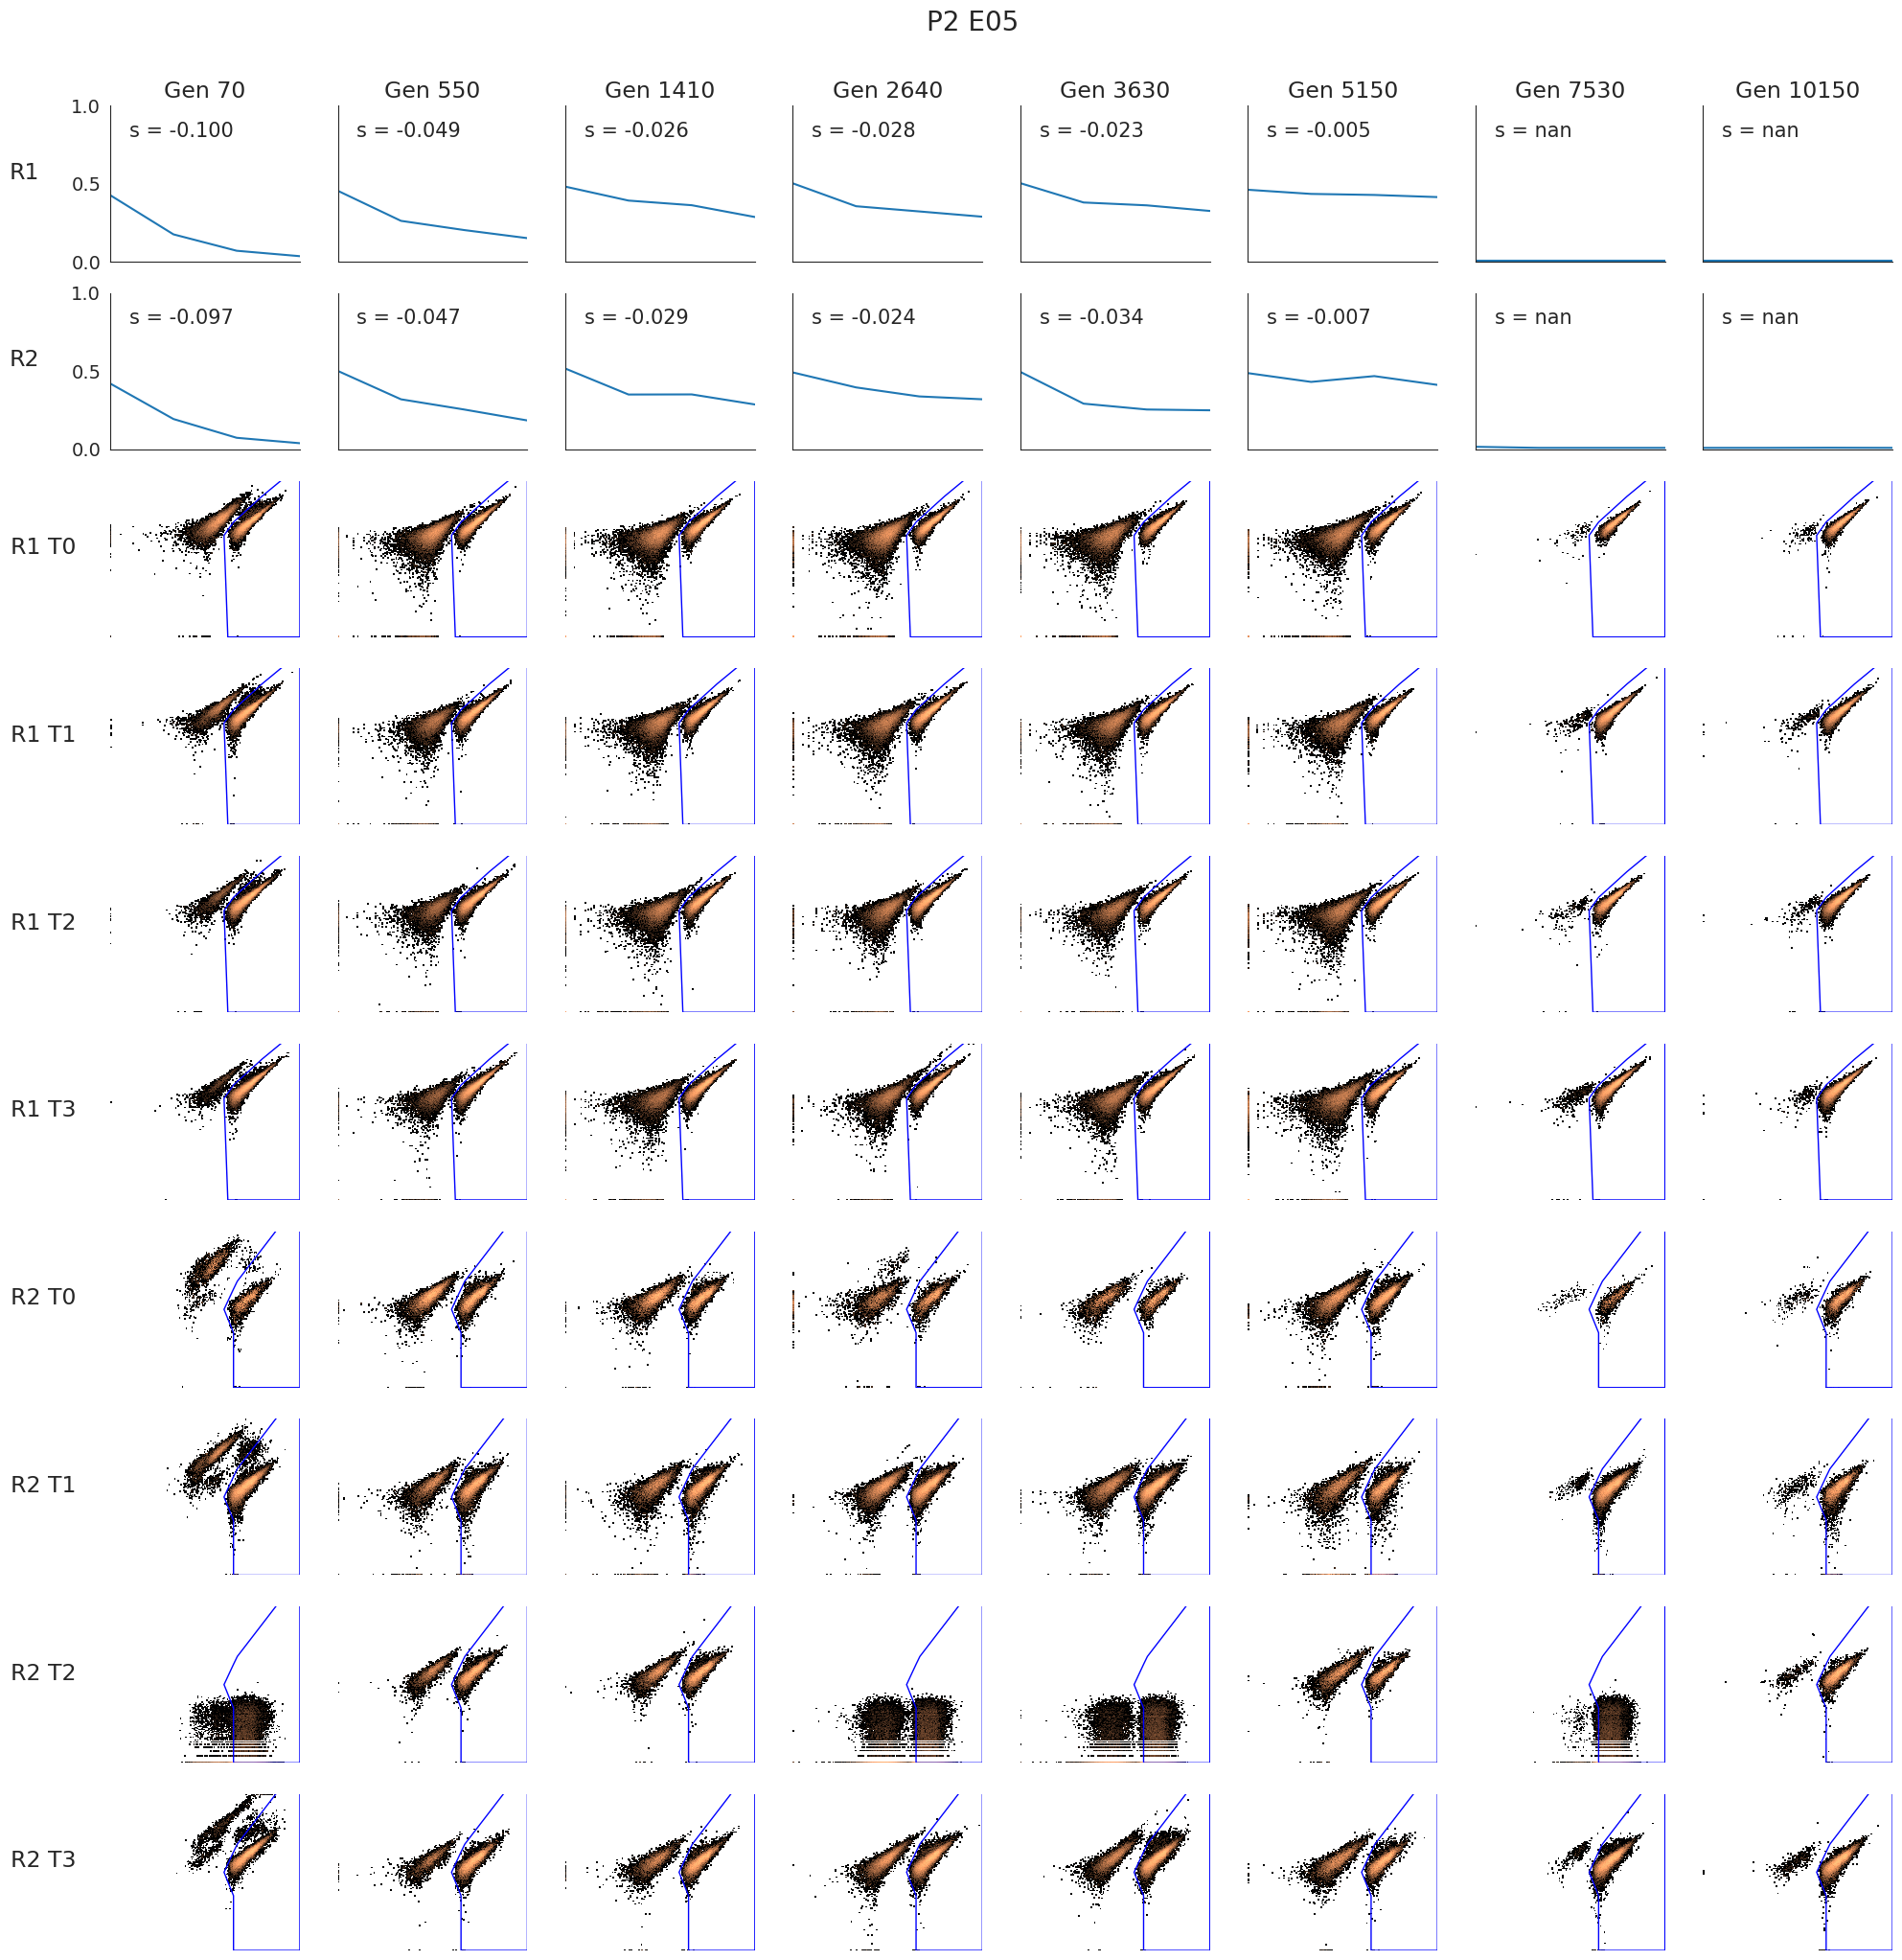 P2 E05
Gen 70 Gen 550 Gen 1410 Gen 2640 Gen 3630 Gen 5150 Gen 7530 Gen 10150
1.0
s = -0.100 s = -0.049 s = -0.026 s = -0.028 s = -0.023 s = -0.005 s = nan s = nan
R1
0.5
0.0
1.0
s = -0.097 s = -0.047 s = -0.029 s = -0.024 s = -0.034 s = -0.007 s = nan s = nan
R2
0.5
0.0
R1 T0
R1 T1
R1 T2
R1 T3
R2 T0
R2 T1
R2 T2
R2 T3